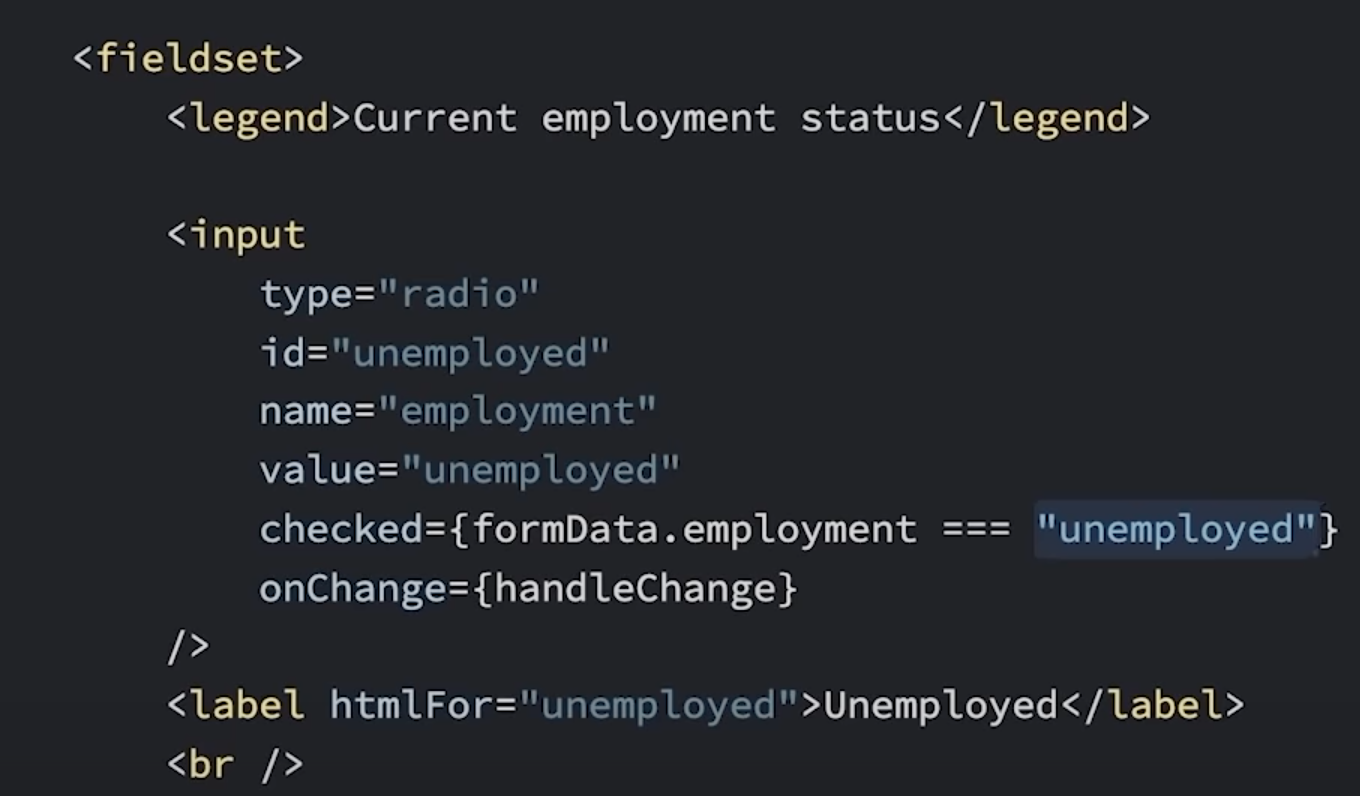 <fieldset>
<legend>Current employment status</legend>
<input
type="radio"
id="unemployed"
name="employment"
value="unemployed"
checked={formData.employment === "unemployed"}
onChange={handleChange}
/>
<label htmlFor="unemployed">Unemployed</label>
<br />